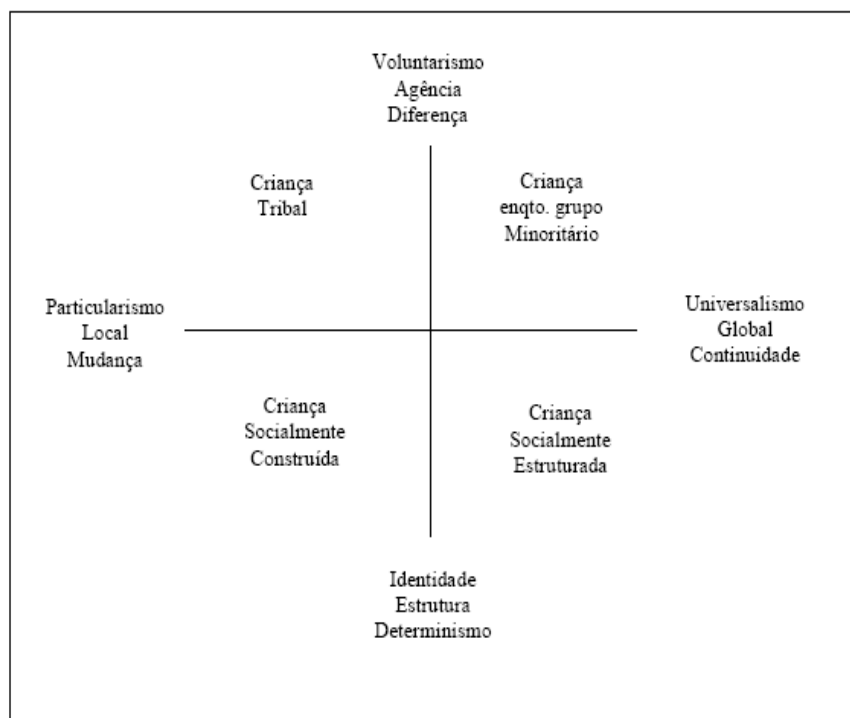 Voluntarismo
Agência
Diferença
Criança
Tribal
Criança
enqto. grupo
Minoritário
Particularismo
Local
Mudança
Universalismo
Global
Continuidade
Criança
Socialmente
Construída
Criança
Socialmente
Estruturada
Identidade
Estrutura
Determinismo